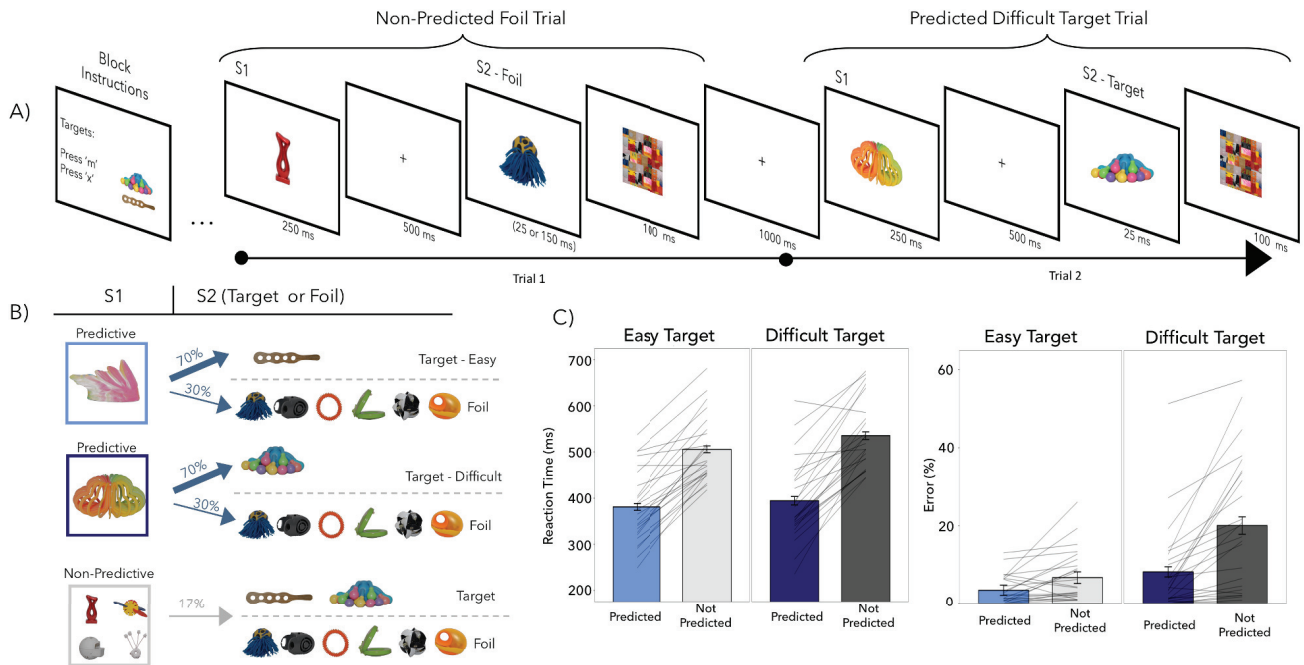 A)
Non-Predicted Foil Trial
Predicted Difficult Target Trial
Block
Instructions
Targets:
Press 'm'
Press 'x'
...
S1
S2 - Foil
S1
S2 - Target
+
+
+
250 ms
500 ms
(25 or 150 ms)
100 ms
1000 ms
250 ms
500 ms
25 ms
100 ms
Trial 1
Trial 2
B)
S1
S2 (Target or Foil)
Predictive
70%
Target - Easy
30%
Foil
Predictive
70%
Target - Difficult
30%
Foil
Non-Predictive
17%
Target
Foil
C)
Easy Target
Difficult Target
Reaction Time (ms)
700
600
500
400
300
200
Predicted
Not
Predicted
Predicted
Not
Predicted
Easy Target
Difficult Target
Error (%)
60
40
20
0
Predicted
Not
Predicted
Predicted
Not
Predicted